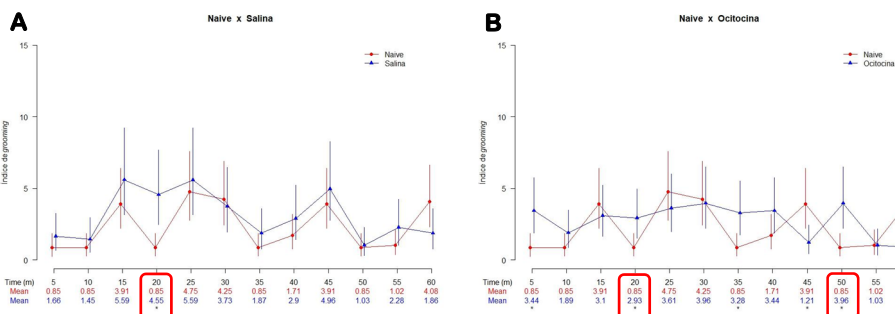 A
Naive x Salina
15
10
5
0
Indice de grooming
Naive
Salina
Time (m) 5 10 15 20 25 30 35 40 45 50 55 60
Mean 0.85 0.85 3.91 0.85 4.75 4.25 0.85 1.71 3.91 0.85 1.02 4.08
Mean 1.66 1.45 5.59 4.55 5.59 3.73 1.87 2.9 4.96 1.03 2.28 1.86
*
B
Naive x Ocitocina
15
10
5
0
Indice de grooming
Naive
Ocitocina
Time (m) 5 10 15 20 25 30 35 40 45 50 55
Mean 0.85 0.85 3.91 0.85 4.75 4.25 0.85 1.71 3.91 0.85 1.02
Mean 3.44 1.89 3.1 2.93 3.61 3.96 3.28 3.44 1.21 3.96 1.03
* * * * *